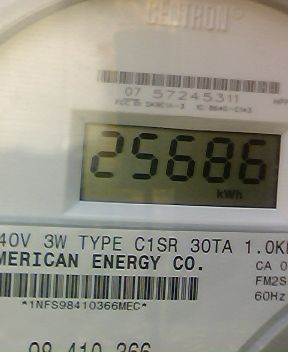 CENTRON®
07 57245311
25686
kWh
40V 3W TYPE C1SR 30TA 1.0K
MERICAN ENERGY CO.
CA 0
FM2S
*1NFS98410366MEC*
60Hz
98 410 366